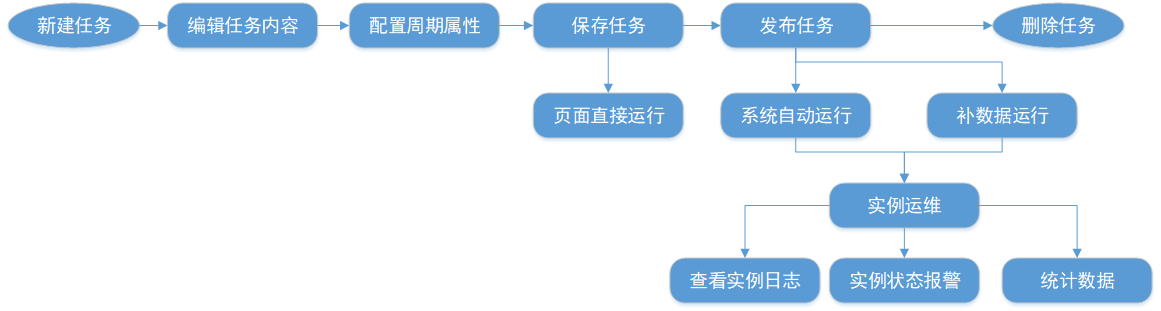 新建任务
编辑任务内容
配置周期属性
保存任务
发布任务
删除任务
页面直接运行
系统自动运行
补数据运行
实例运维
查看实例日志
实例状态报警
统计数据